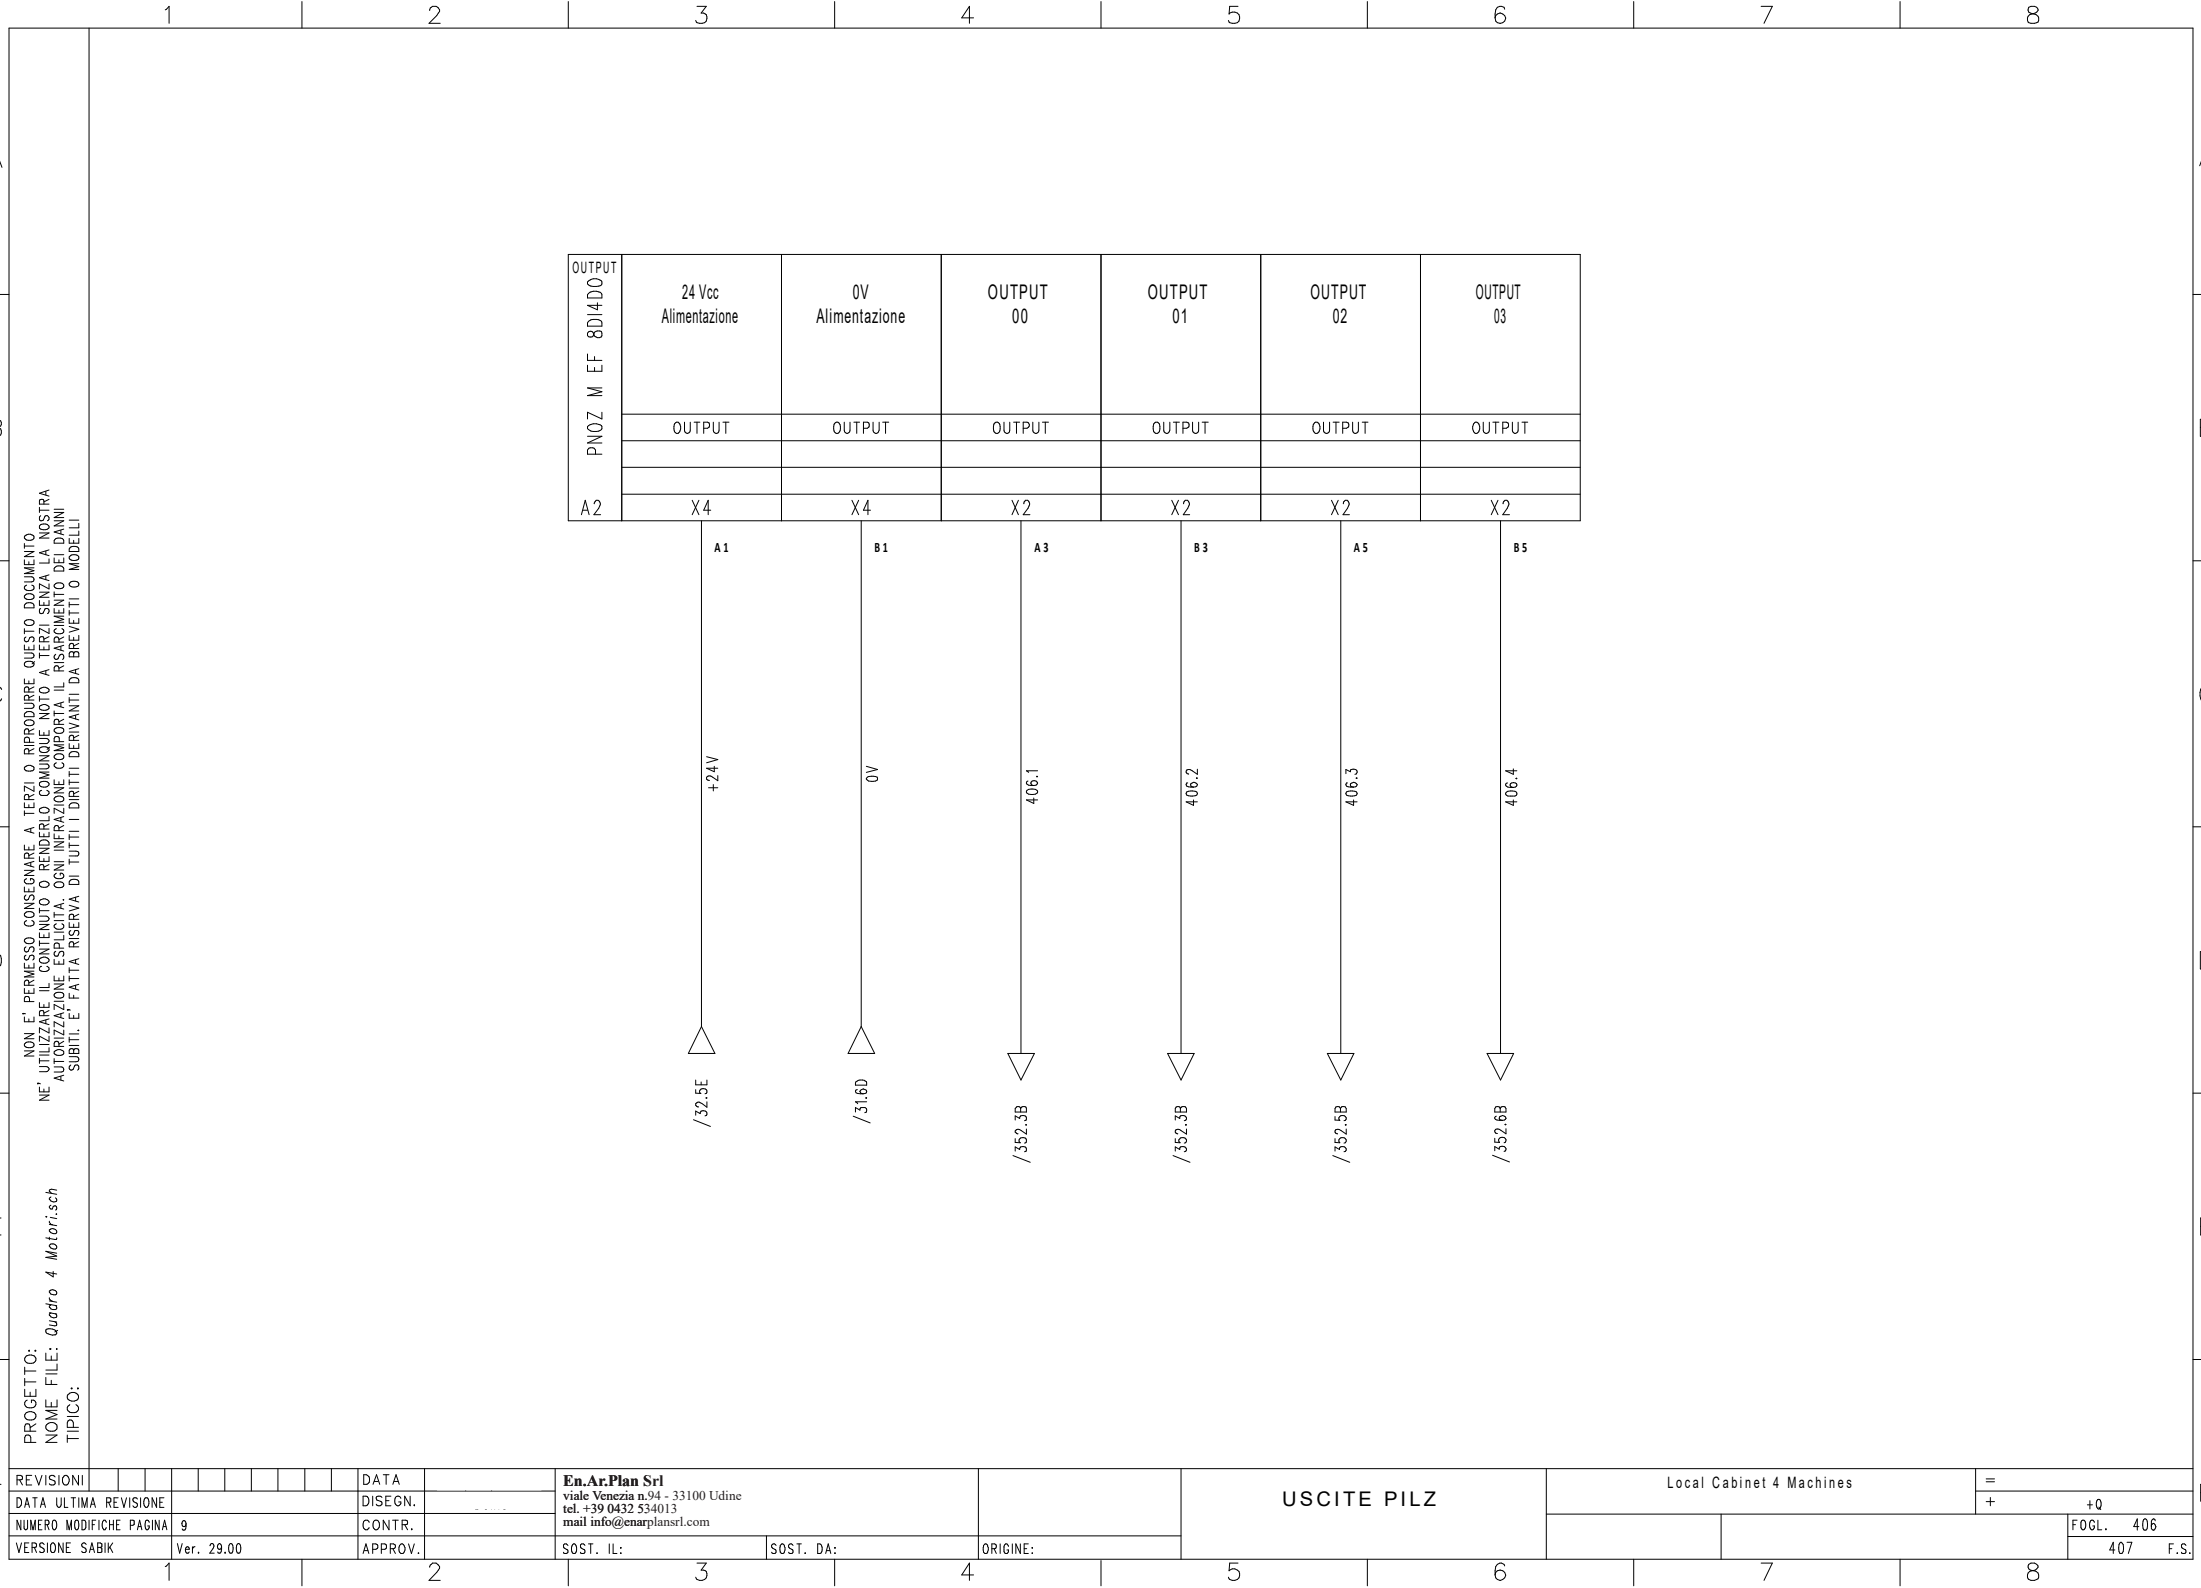 1 2 3 4 5 6 7 8
OUTPUT
PNOZ M EF 8DI4DO
A2
24 Vcc
Alimentazione
0V
Alimentazione
OUTPUT
00
OUTPUT
01
OUTPUT
02
OUTPUT
03
OUTPUT OUTPUT OUTPUT OUTPUT OUTPUT OUTPUT
X4 X4 X2 X2 X2 X2
A1 B1 A3 B3 A5 B5
+24V 0V 406.1 406.2 406.3 406.4
/32.5E /31.6D /352.3B /352.3B /352.5B /352.6B
NON E' PERMESSO CONSEGNARE A TERZI O RIPRODURRE QUESTO DOCUMENTO
NE' UTILIZZARE IL CONTENUTO O RENDERLO COMUNQUE NOTO A TERZI SENZA LA NOSTRA
AUTORIZZAZIONE ESPLICITA. OGNI INFRAZIONE COMPORTA IL RISARCIMENTO DEI DANNI
SUBITI. E' FATTA RISERVA DI TUTTI I DIRITTI DERIVANTI DA BREVETTI O MODELLI
PROGETTO:
NOME FILE: Quadro 4 Motori.sch
TIPICO:
REVISIONI
DATA ULTIMA REVISIONE
NUMERO MODIFICHE PAGINA 9
VERSIONE SABIK Ver. 29.00
DATA
DISEGN.
CONTR.
APPROV.
En.Ar.Plan Srl
viale Venezia n.94 - 33100 Udine
tel. +39 0432 534013
mail info@enarplansrl.com
SOST. IL: SOST. DA: ORIGINE:
USCITE PILZ
Local Cabinet 4 Machines
=
+ +Q
FOGL. 406
407 F.S.
1 2 3 4 5 6 7 8